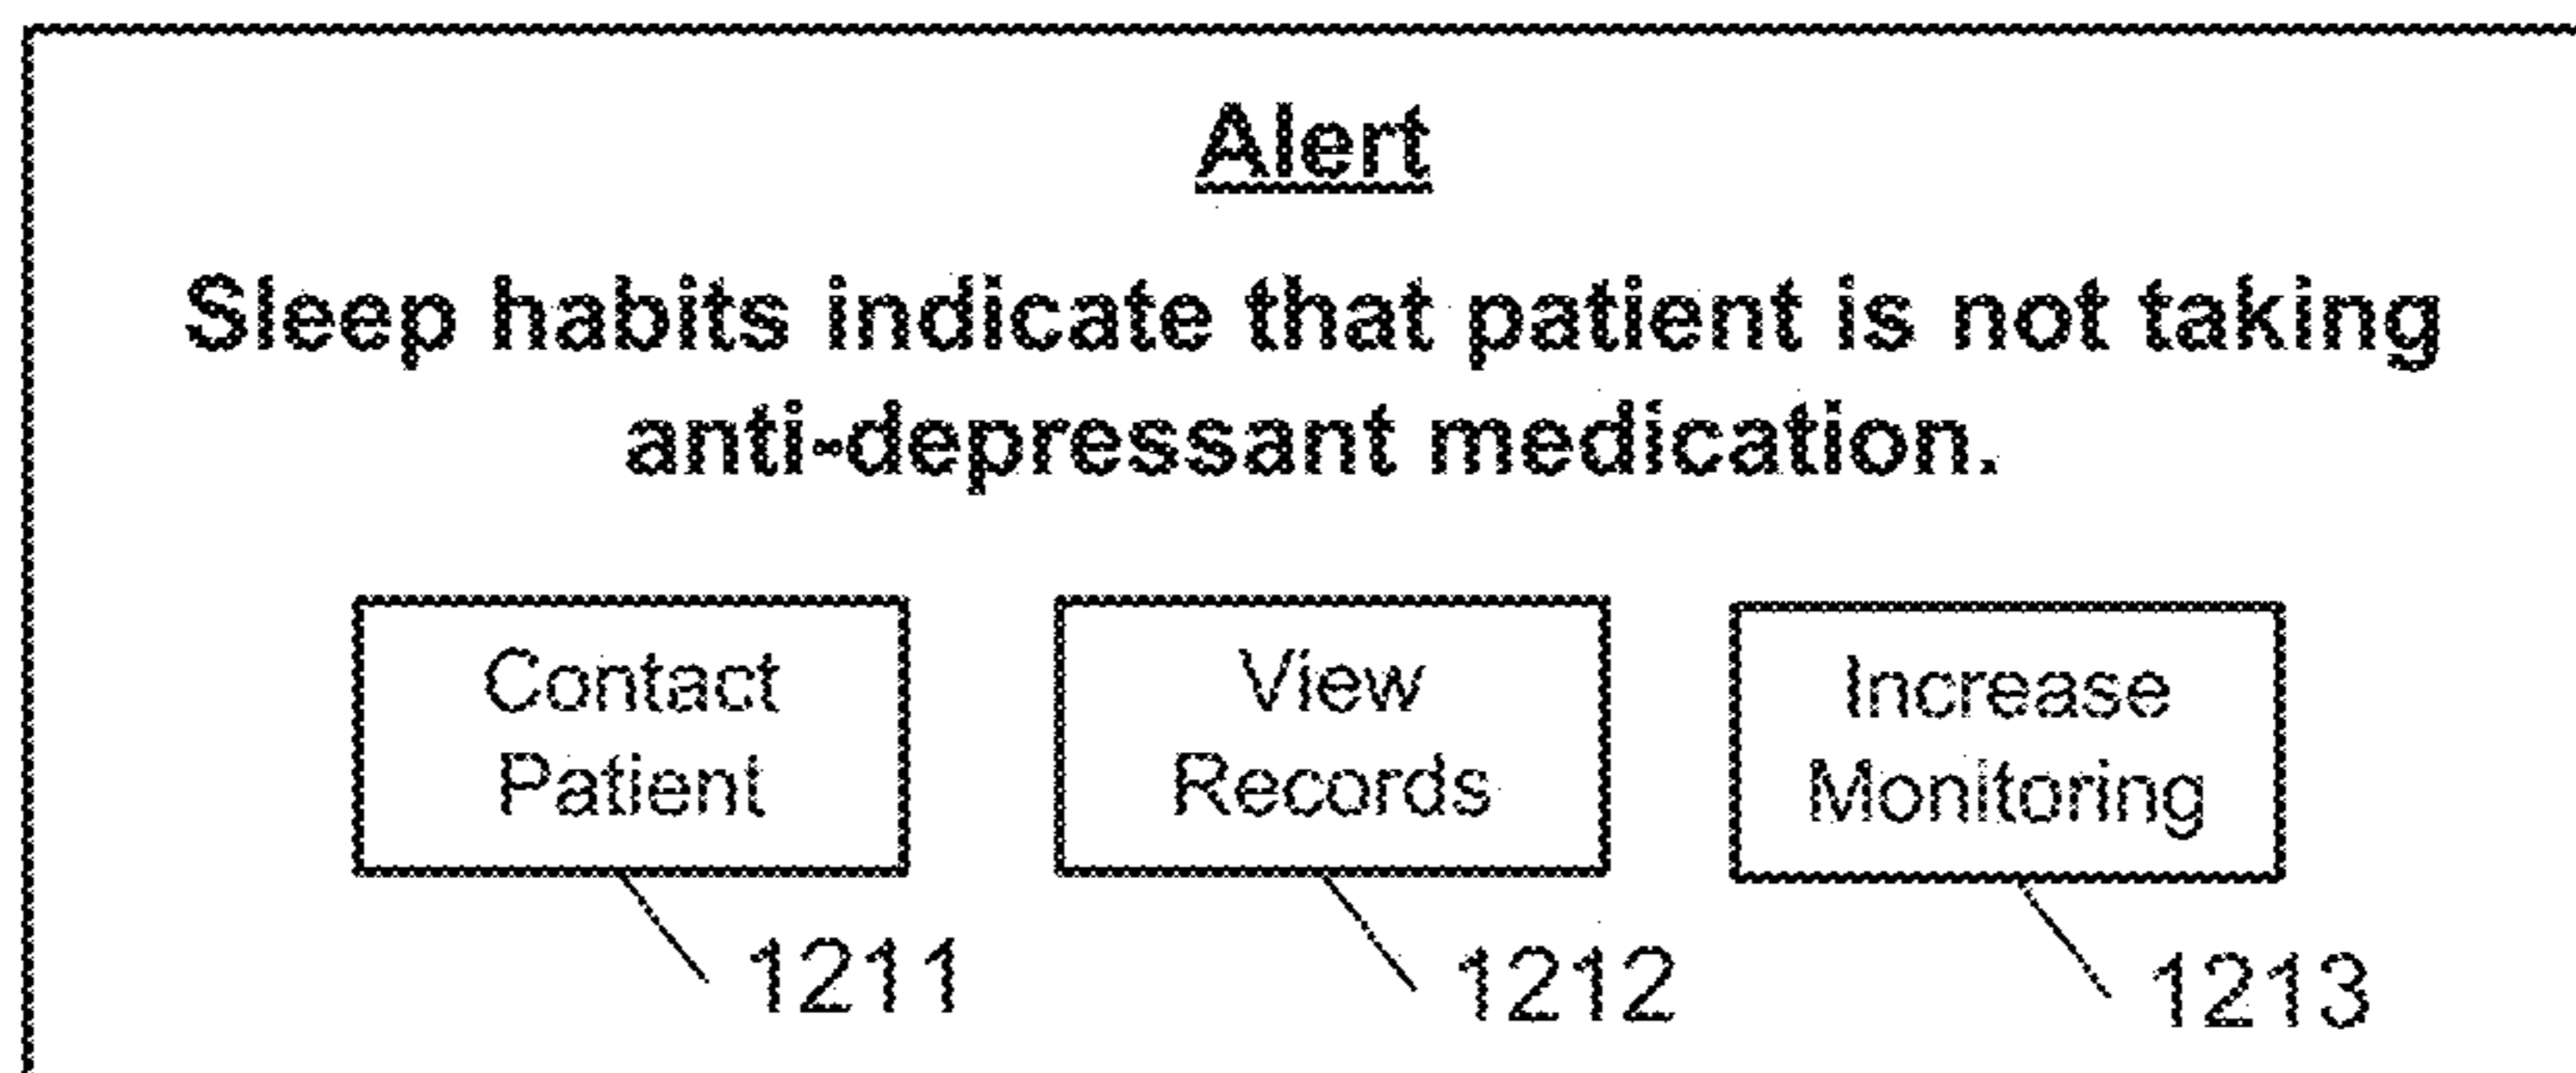 Alert
Sleep habits indicate that patient is not taking
anti-depressant medication.
Contact
Patient
View
Records
Increase
Monitoring
1211
1212
1213